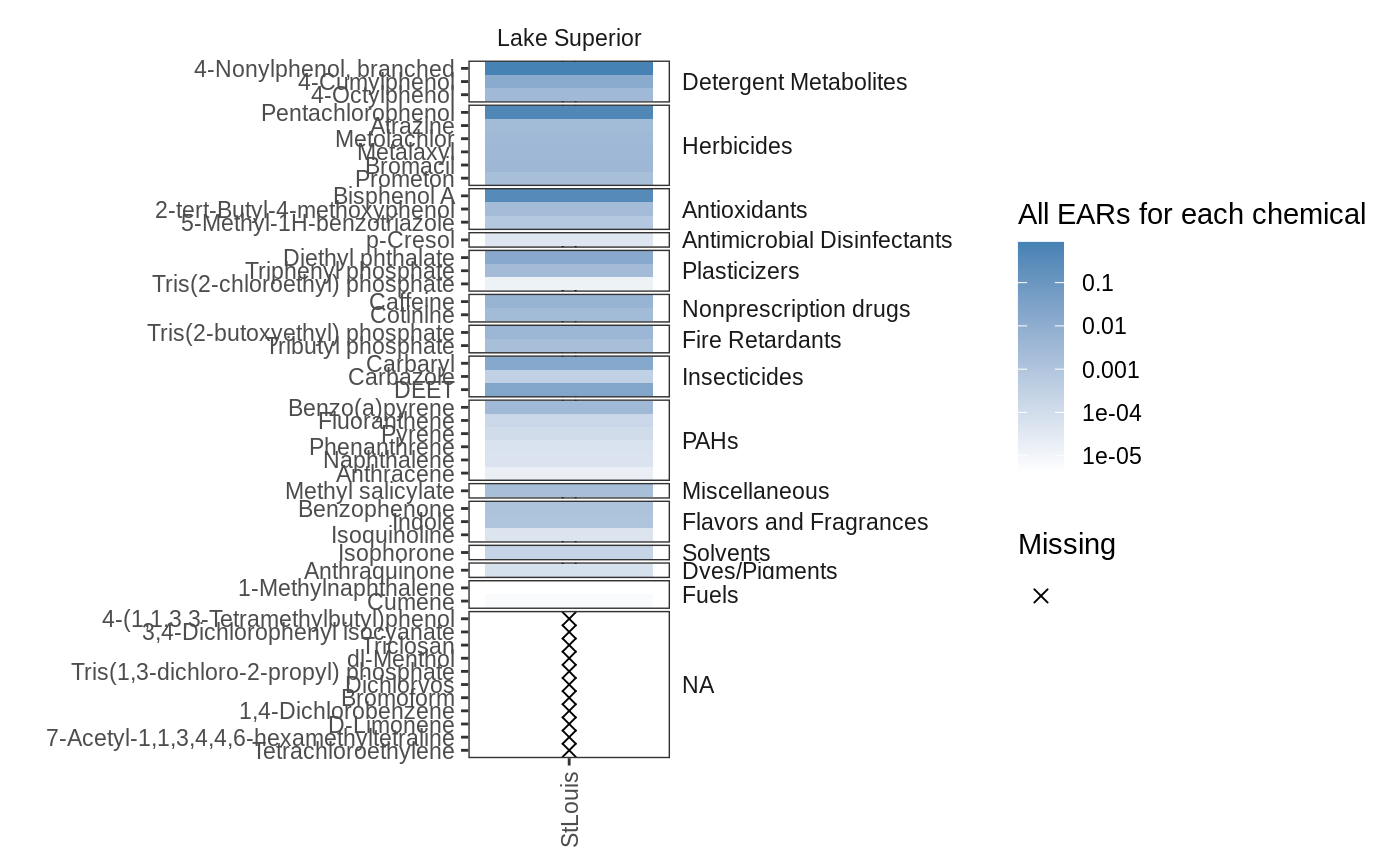 Lake Superior
4-Nonylphenol, branched
4-Cumylphenol
4-Octylphenol
Detergent Metabolites
Pentachlorophenol
Atrazine
Metolachlor
Metalaxyl
Bromacil
Prometon
Herbicides
Bisphenol A
2-tert-Butyl-4-methoxyphenol
5-Methyl-1H-benzotriazole
Antioxidants
p-Cresol
Antimicrobial Disinfectants
Diethyl phthalate
Triphenyl phosphate
Tris(2-chloroethyl) phosphate
Plasticizers
Caffeine
Cotinine
Nonprescription drugs
Tris(2-butoxyethyl) phosphate
Tributyl phosphate
Fire Retardants
Carbaryl
Carbazole
DEET
Insecticides
Benzo(a)pyrene
Fluoranthene
Pyrene
Phenanthrene
Naphthalene
Anthracene
PAHs
Methyl salicylate
Miscellaneous
Benzophenone
Indole
Isoquinoline
Flavors and Fragrances
Isophorone
Solvents
Anthraquinone
Dyes/Pigments
1-Methylnaphthalene
Cumene
Fuels
4-(1,1,3,3-Tetramethylbutyl)phenol
3,4-Dichlorophenyl isocyanate
Triclosan
dl-Menthol
Tris(1,3-dichloro-2-propyl) phosphate
Dichlorvos
Bromoform
1,4-Dichlorobenzene
D-Limonene
7-Acetyl-1,1,3,4,4,6-hexamethyltetraline
Tetrachloroethylene
NA
StLouis
All EARs for each chemical
0.1
0.01
0.001
1e-04
1e-05
Missing